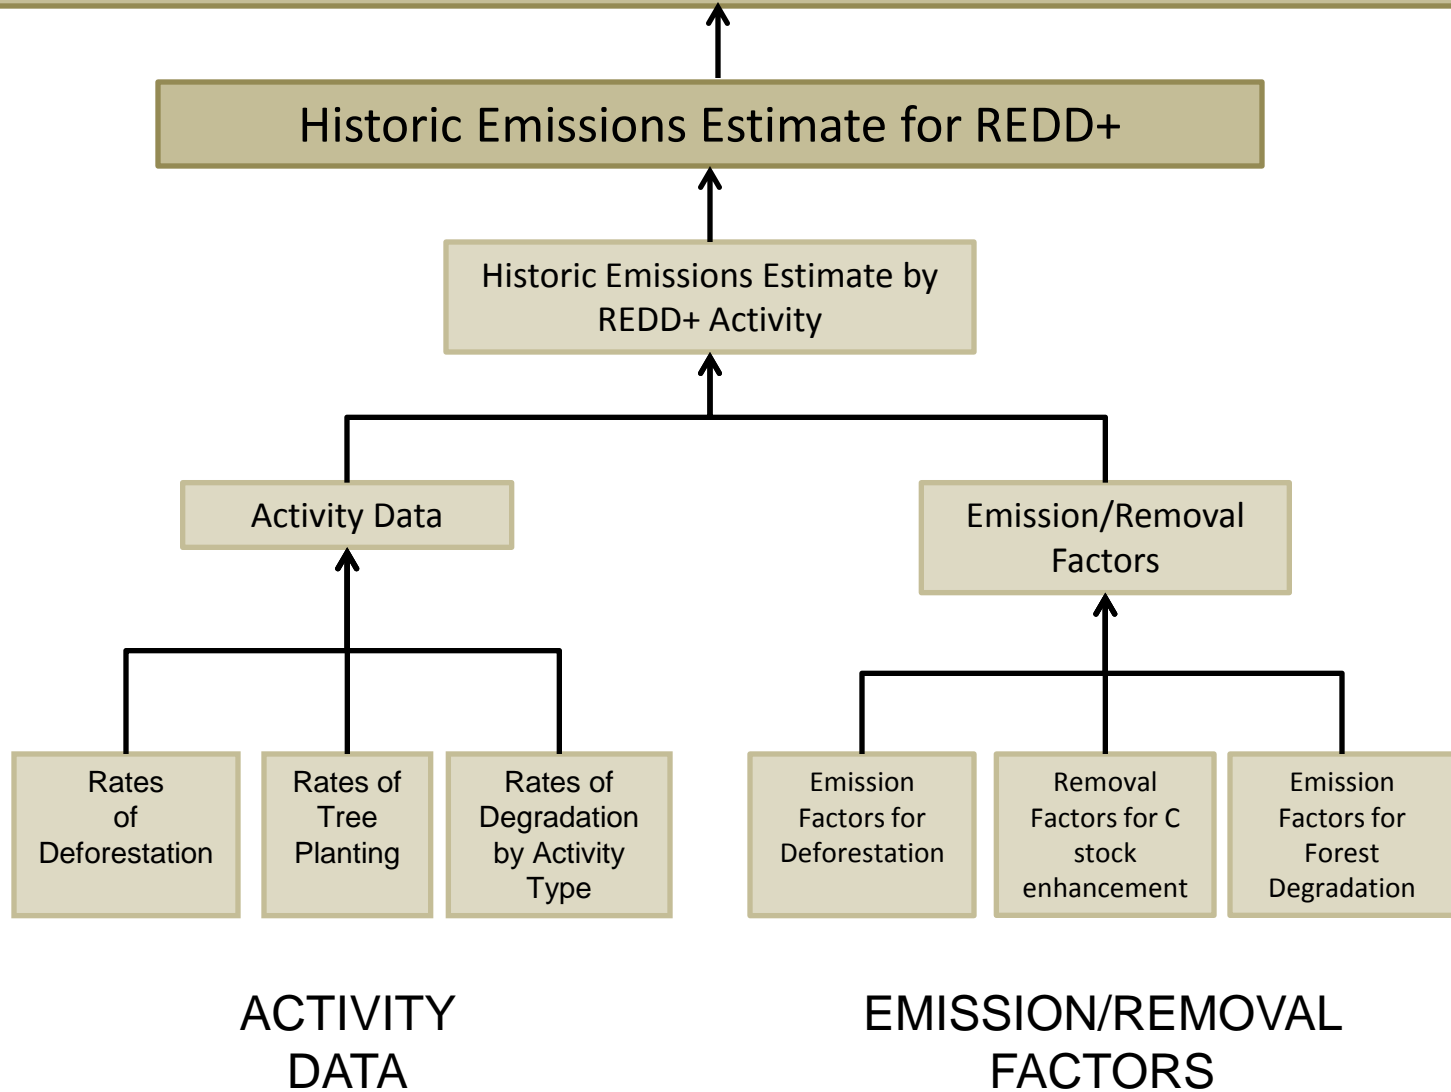 Historic Emissions Estimate for REDD+
Historic Emissions Estimate by
REDD+ Activity
Activity Data
Emission/Removal
Factors
Rates
of
Deforestation
Rates of
Tree
Planting
Rates of
Degradation
by Activity
Type
Emission
Factors for
Deforestation
Removal
Factors for C
stock
enhancement
Emission
Factors for
Forest
Degradation
ACTIVITY
DATA
EMISSION/REMOVAL
FACTORS